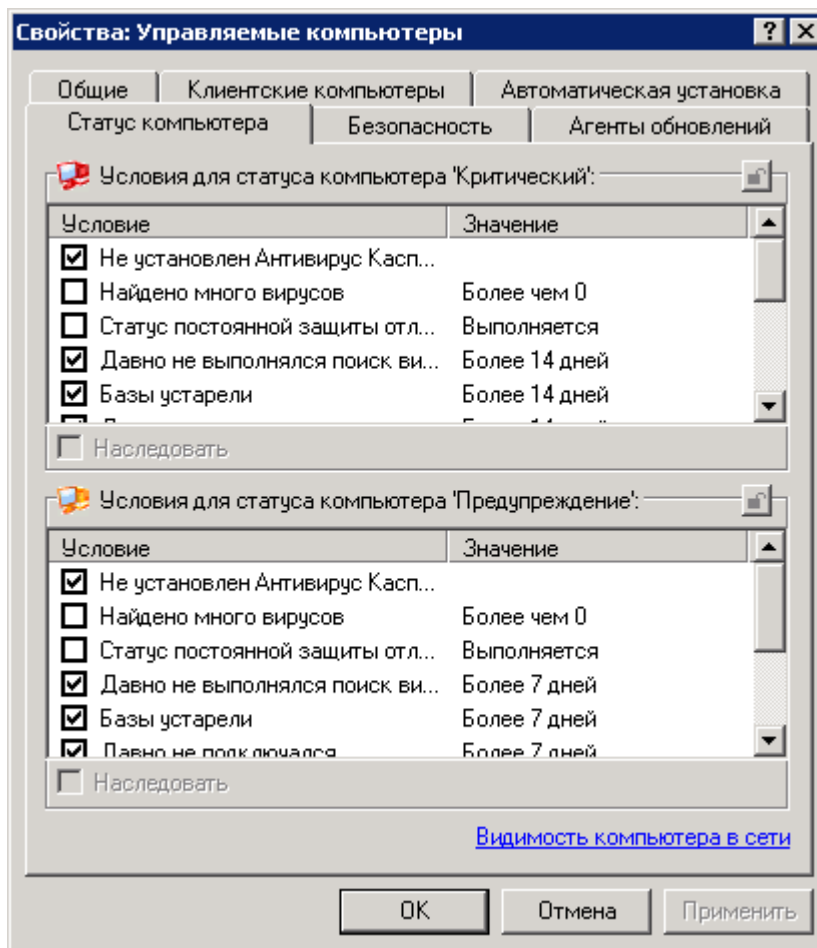 Свойства: Управляемые компьютеры
Общие Клиентские компьютеры Автоматическая установка
Статус компьютера Безопасность Агенты обновлений
Условия для статуса компьютера 'Критический':
Условие Значение
Не установлен Антивирус Касп...
Найдено много вирусов Более чем 0
Статус постоянной защиты отл... Выполняется
Давно не выполнялся поиск ви... Более 14 дней
Базы устарели Более 14 дней
Наследовать
Условия для статуса компьютера 'Предупреждение':
Условие Значение
Не установлен Антивирус Касп...
Найдено много вирусов Более чем 0
Статус постоянной защиты отл... Выполняется
Давно не выполнялся поиск ви... Более 7 дней
Базы устарели Более 7 дней
Давно не подключался Более 7 дней
Наследовать
Видимость компьютера в сети
OK Отмена Применить